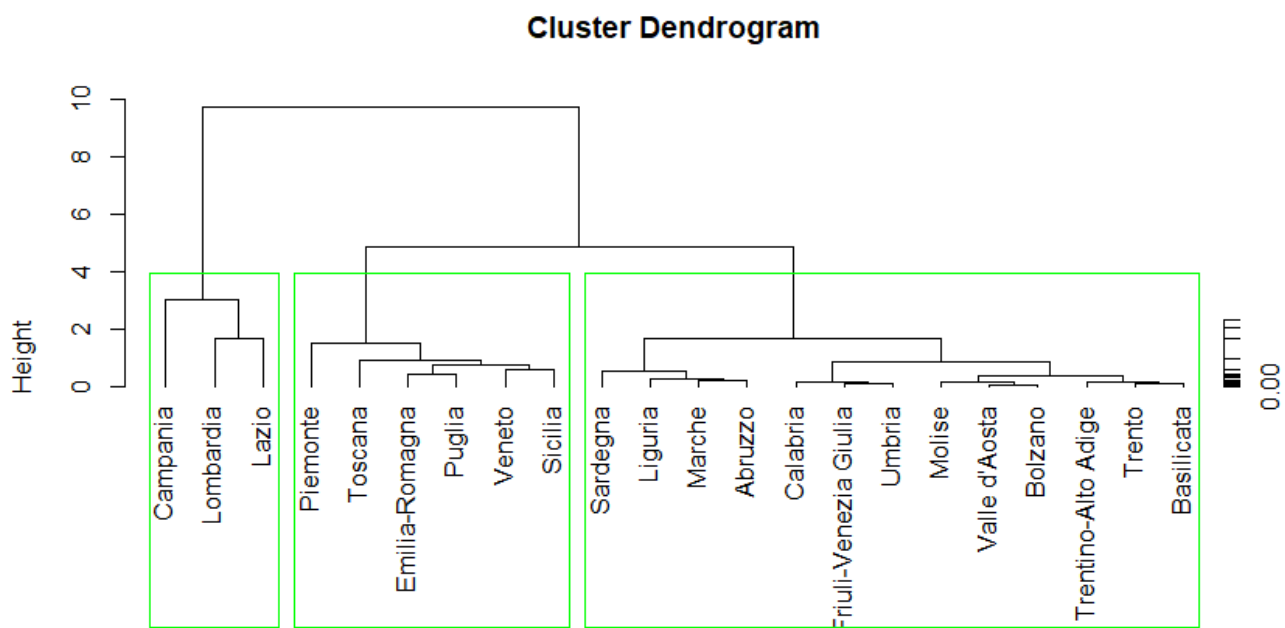 Cluster Dendrogram
Height
10
8
6
4
2
0
Campania
Lombardia
Lazio
Piemonte
Toscana
Emilia-Romagna
Puglia
Veneto
Sicilia
Sardegna
Liguria
Marche
Abruzzo
Calabria
Friuli-Venezia Giulia
Umbria
Molise
Valle d'Aosta
Bolzano
Trentino-Alto Adige
Trento
Basilicata
0.00